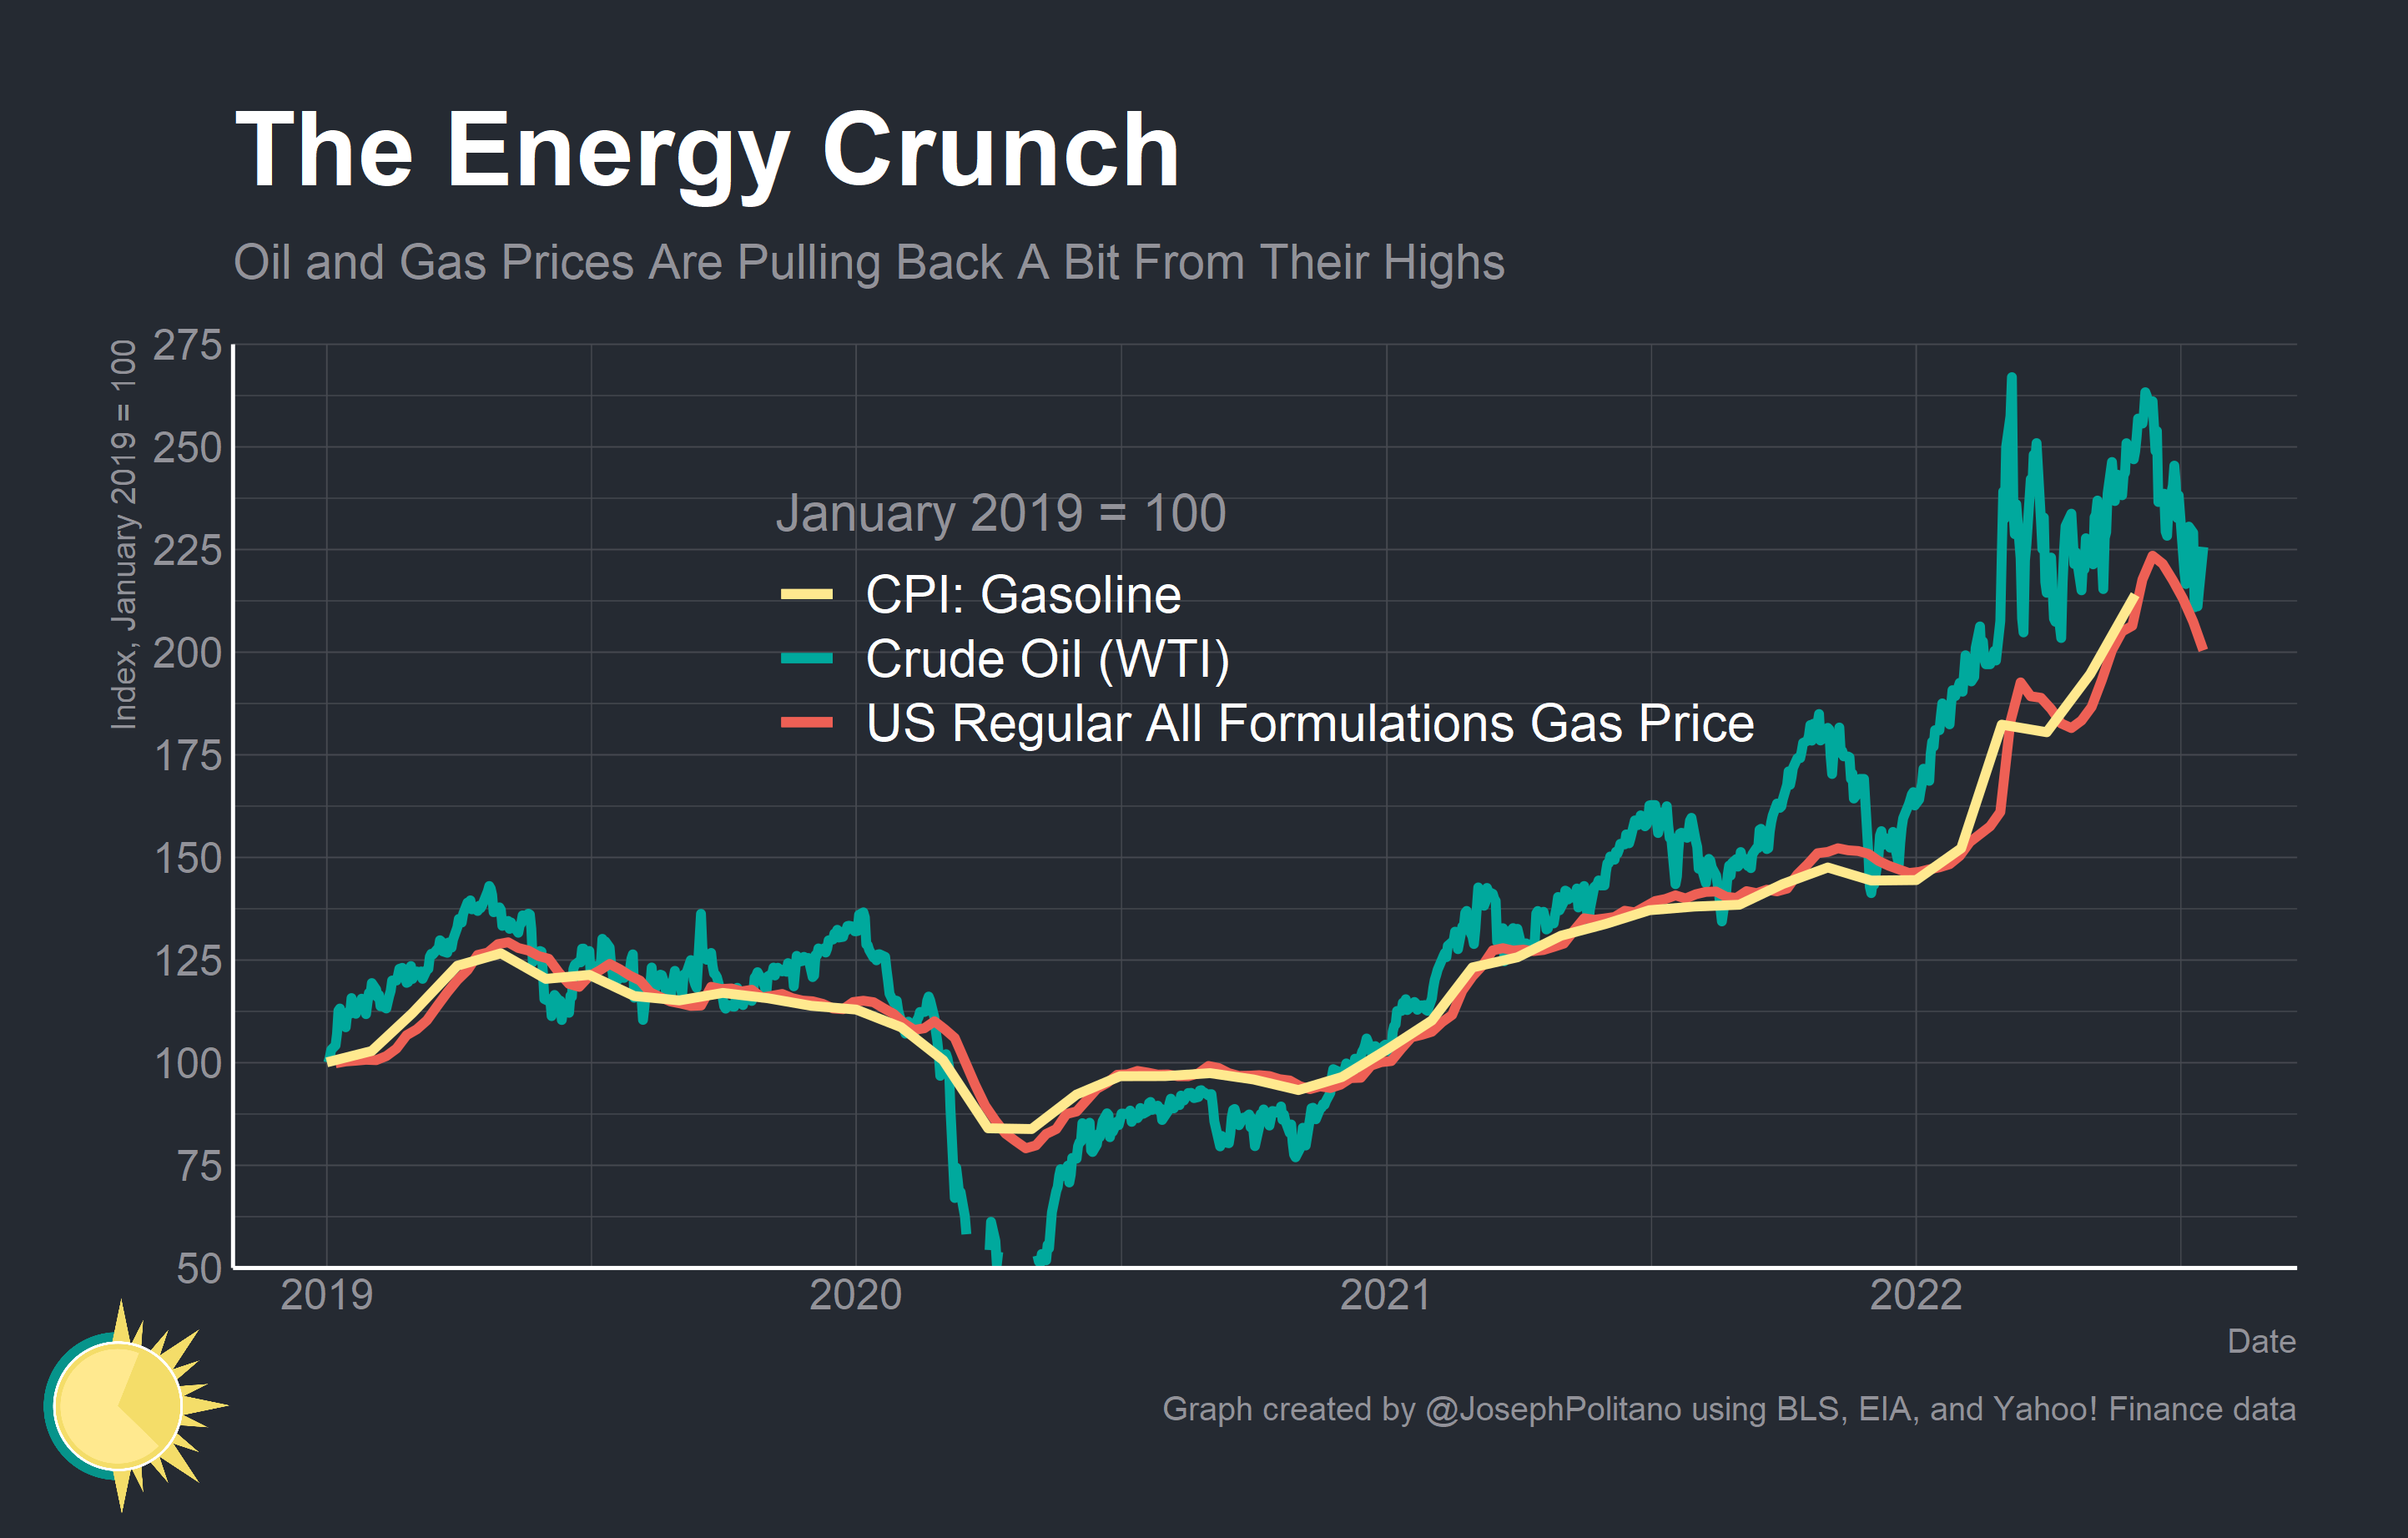 The Energy Crunch
Oil and Gas Prices Are Pulling Back A Bit From Their Highs
Index, January 2019 = 100
275
250
225
200
175
150
125
100
75
50
January 2019 = 100
CPI: Gasoline
Crude Oil (WTI)
US Regular All Formulations Gas Price
2019 2020 2021 2022
Date
Graph created by @JosephPolitano using BLS, EIA, and Yahoo! Finance data